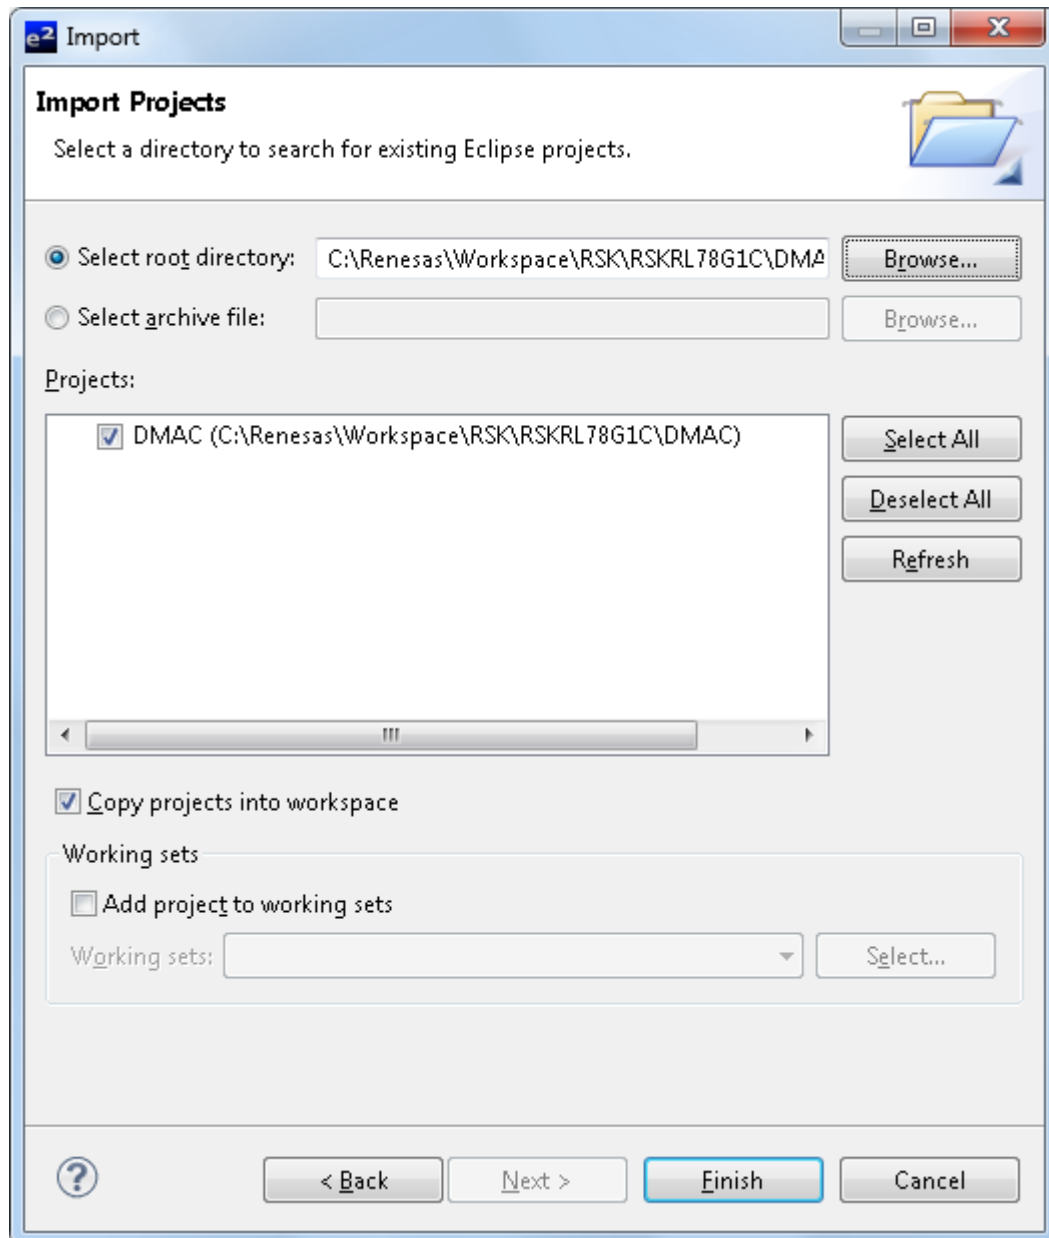 e² Import
Import Projects
Select a directory to search for existing Eclipse projects.
Select root directory: C:\Renesas\Workspace\RSK\RSKRL78G1C\DMA Browse...
Select archive file: Browse...
Projects:
DMAC (C:\Renesas\Workspace\RSK\RSKRL78G1C\DMAC)
Select All
Deselect All
Refresh
Copy projects into workspace
Working sets
Add project to working sets
Working sets: Select...
? < Back Next > Finish Cancel